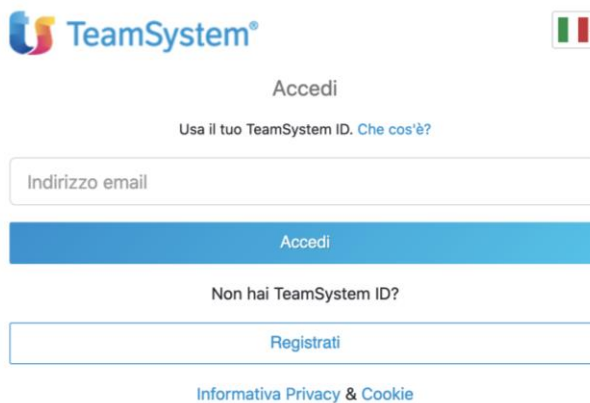 TeamSystem®
Accedi
Usa il tuo TeamSystem ID. Che cos'è?
Indirizzo email
Accedi
Non hai TeamSystem ID?
Registrati
Informativa Privacy & Cookie